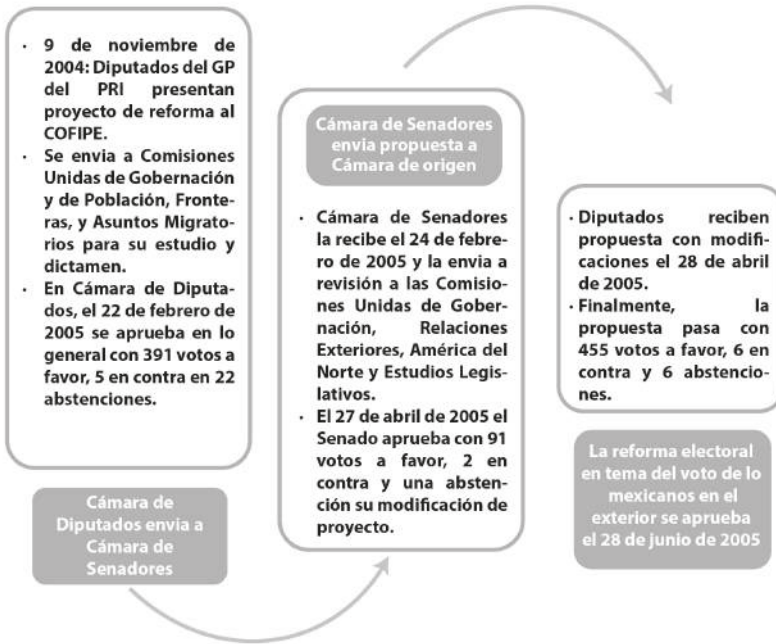 · 9 de noviembre de
2004: Diputados del GP
del PRI presentan
proyecto de reforma al
COFIPE.
· Se envia a Comisiones
Unidas de Gobernación
y de Población, Fronte-
ras, y Asuntos Migrato-
rios para su estudio y
dictamen.
· En Cámara de Diputa-
dos, el 22 de febrero de
2005 se aprueba en lo
general con 391 votos a
favor, 5 en contra en 22
abstenciones.
Cámara de
Diputados envia a
Cámara de
Senadores
Cámara de Senadores
envia propuesta a
Cámara de origen
· Cámara de Senadores
la recibe el 24 de febre-
ro de 2005 y la envia a
revisión a las Comisio-
nes Unidas de Gober-
nación, Relaciones
Exteriores, América del
Norte y Estudios Legis-
lativos.
· El 27 de abril de 2005 el
Senado aprueba con 91
votos a favor, 2 en
contra y una absten-
ción su modificación de
proyecto.
· Diputados reciben
propuesta con modifi-
caciones el 28 de abril
de 2005.
· Finalmente, la
propuesta pasa con
455 votos a favor, 6 en
contra y 6 abstencio-
nes.
La reforma electoral
en tema del voto de lo
mexicanos en el
exterior se aprueba
el 28 de junio de 2005